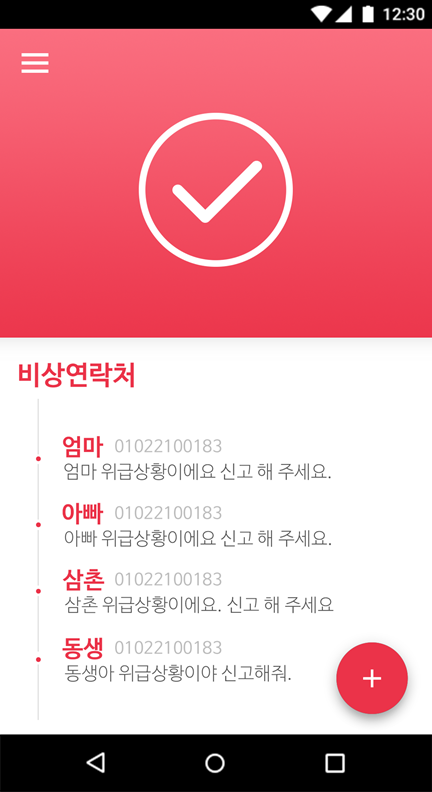 12:30
비상연락처
엄마 01022100183
엄마 위급상황이에요 신고 해 주세요.
아빠 01022100183
아빠 위급상황이에요 신고 해 주세요.
삼촌 01022100183
삼촌 위급상황이에요. 신고 해 주세요
동생 01022100183
동생아 위급상황이야 신고해줘.